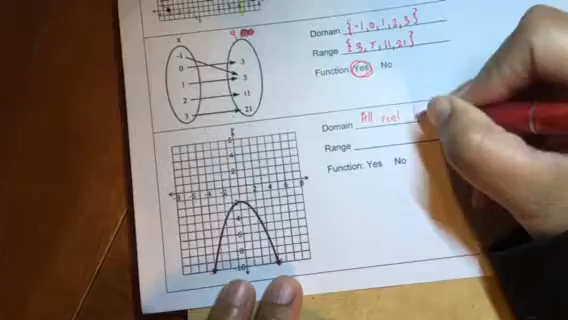 x
Domain {-1, 0, 1, 2, 3}
Range {3, 5, 11, 21}
Function: Yes No
-1
0
1
2
3
3
5
11
21
Domain All real
Range
Function: Yes No